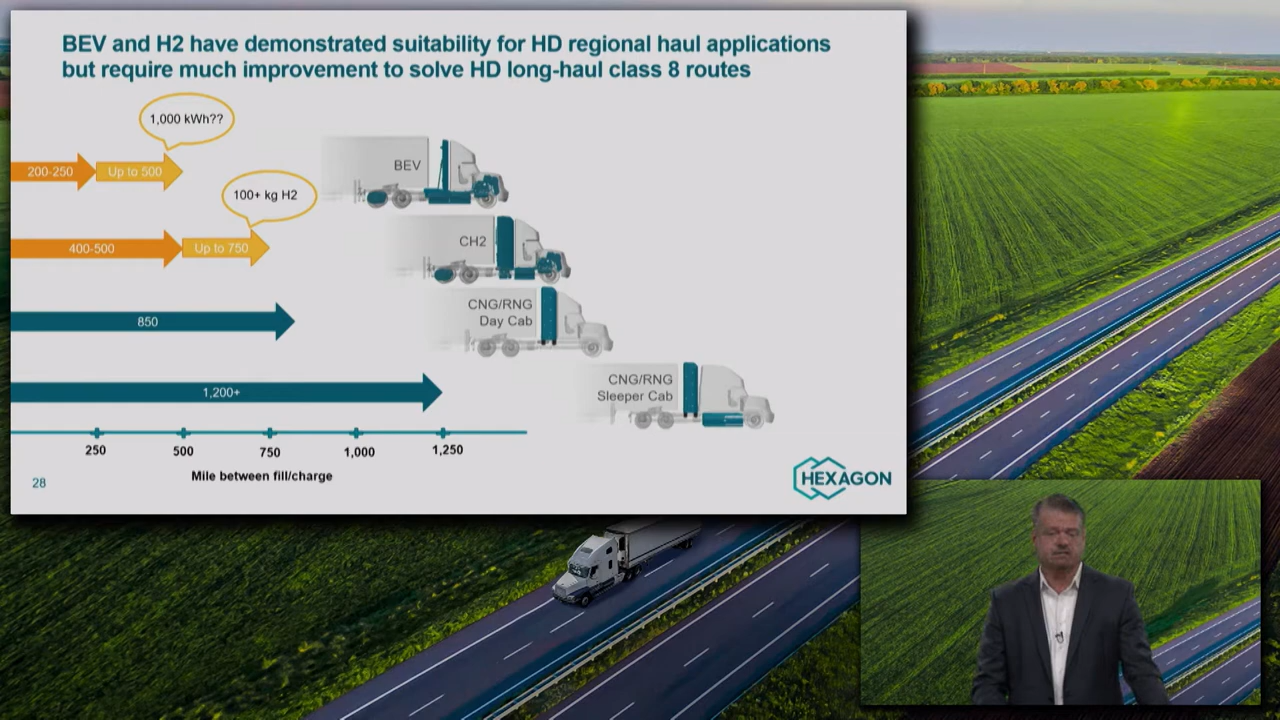 BEV and H2 have demonstrated suitability for HD regional haul applications
but require much improvement to solve HD long-haul class 8 routes
1,000 kWh??
200-250
Up to 500
BEV
100+ kg H2
400-500
Up to 750
CH2
850
CNG/RNG
Day Cab
1,200+
CNG/RNG
Sleeper Cab
250
500
750
1,000
1,250
Mile between fill/charge
28
HEXAGON